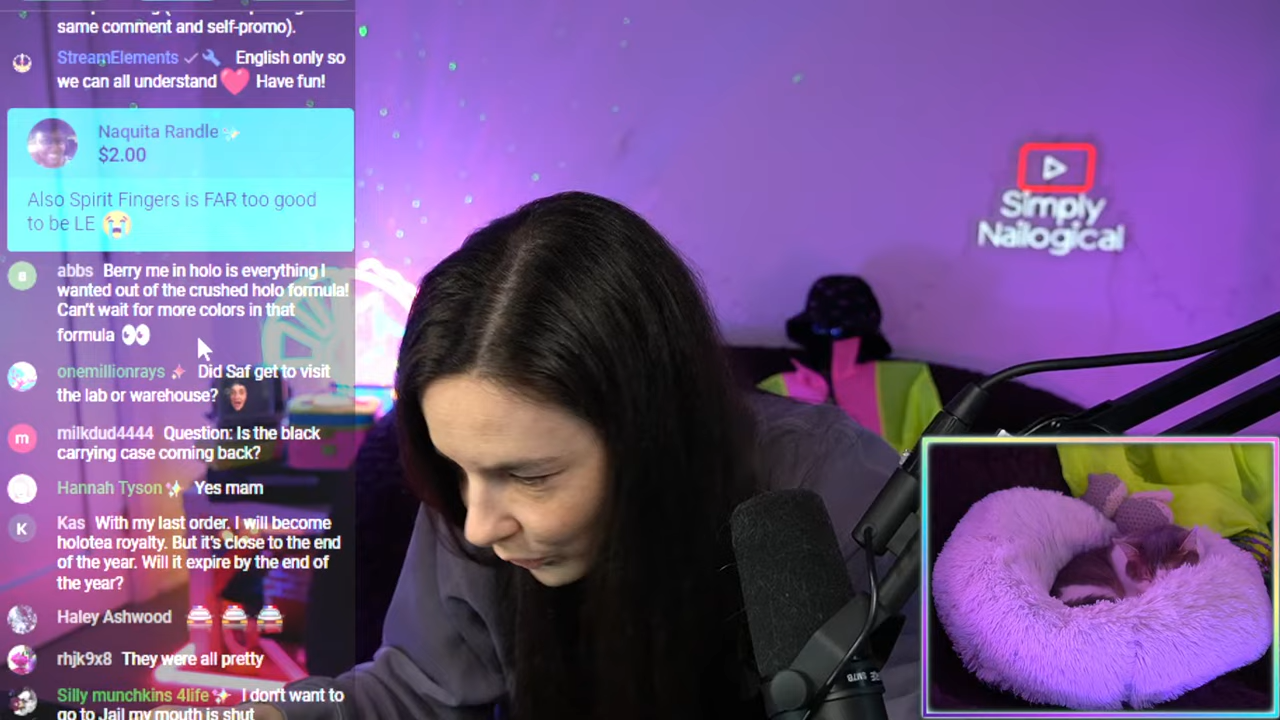 same comment and self-promo).
StreamElements English only so
we can all understand Have fun!
Naquita Randle
$2.00
Also Spirit Fingers is FAR too good
to be LE
abbs Berry me in holo is everything I
wanted out of the crushed holo formula!
Can't wait for more colors in that
formula
onemillionrays Did Saf get to visit
the lab or warehouse?
milkdud4444 Question: Is the black
carrying case coming back?
Hannah Tyson Yes mam
Kas With my last order. I will become
holotea royalty. But it's close to the end
of the year. Will it expire by the end of
the year?
Haley Ashwood
rhjk9x8 They were all pretty
Silly munchkins 4life I don't want to
go to Jail my mouth is shut
Simply
Nailogical
SM7B